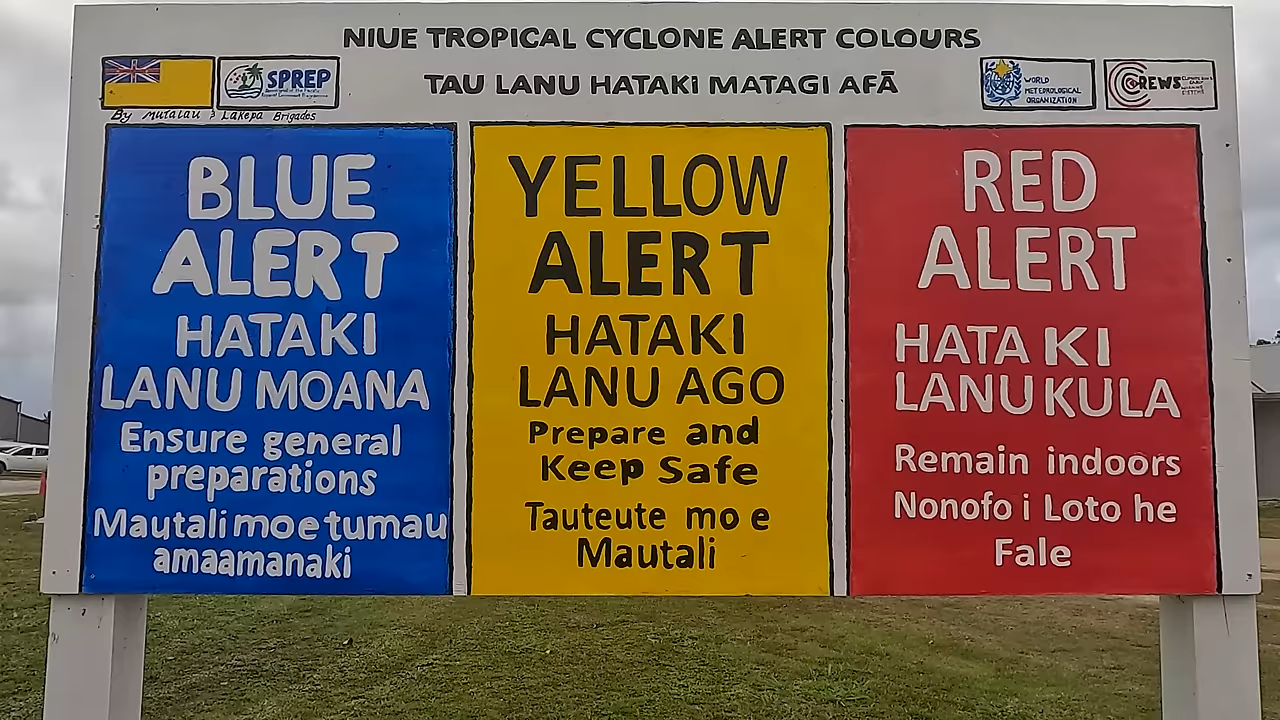 NIUE TROPICAL CYCLONE ALERT COLOURS
TAU LANU HATAKi MATAGI AFĀ
SPREP
By Mutalau & Lakepa Brigades
WORLD
METEOROLOGICAL
ORGANIZATION
CREWS
BLUE
ALERT
HATAKI
LANU MOANA
Ensure general
preparations
Mautali mo e tumau
amaamanaki
YELLOW
ALERT
HATAKI
LANU AGO
Prepare and
Keep Safe
Tauteute mo e
Mautali
RED
ALERT
HATAKI
LANU KULA
Remain indoors
Nonofo i Loto he
Fale